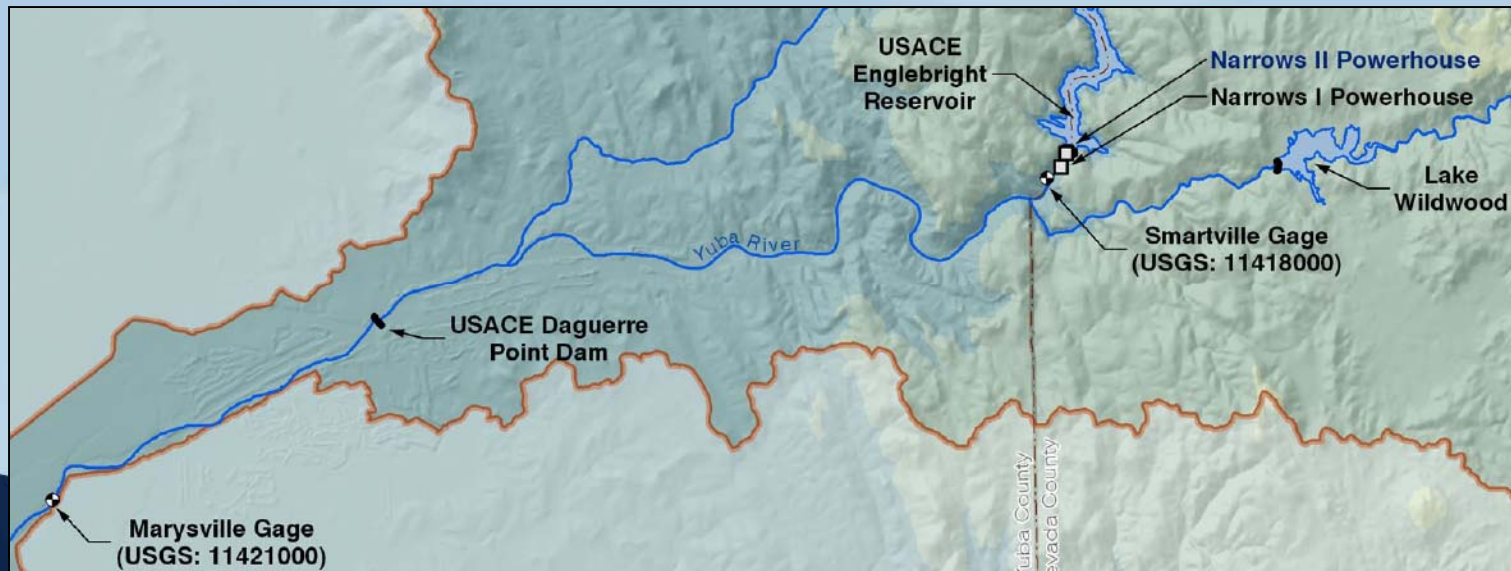 USACE
Englebright
Reservoir
Narrows II Powerhouse
Narrows I Powerhouse
Lake
Wildwood
Yuba River
Smartville Gage
(USGS: 11418000)
USACE Daguerre
Point Dam
Marysville Gage
(USGS: 11421000)
Yuba County
evada County